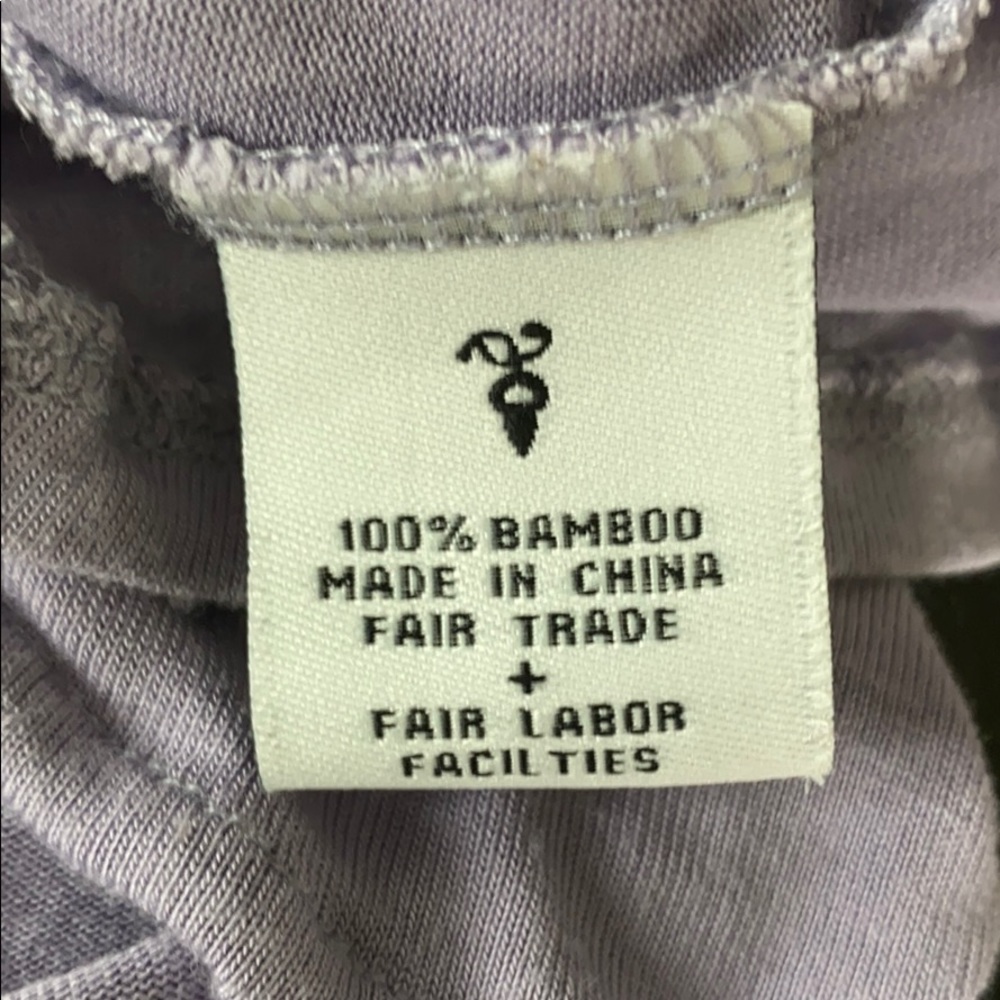 100% BAMBOO
MADE IN CHINA
FAIR TRADE
+
FAIR LABOR
FACILTIES